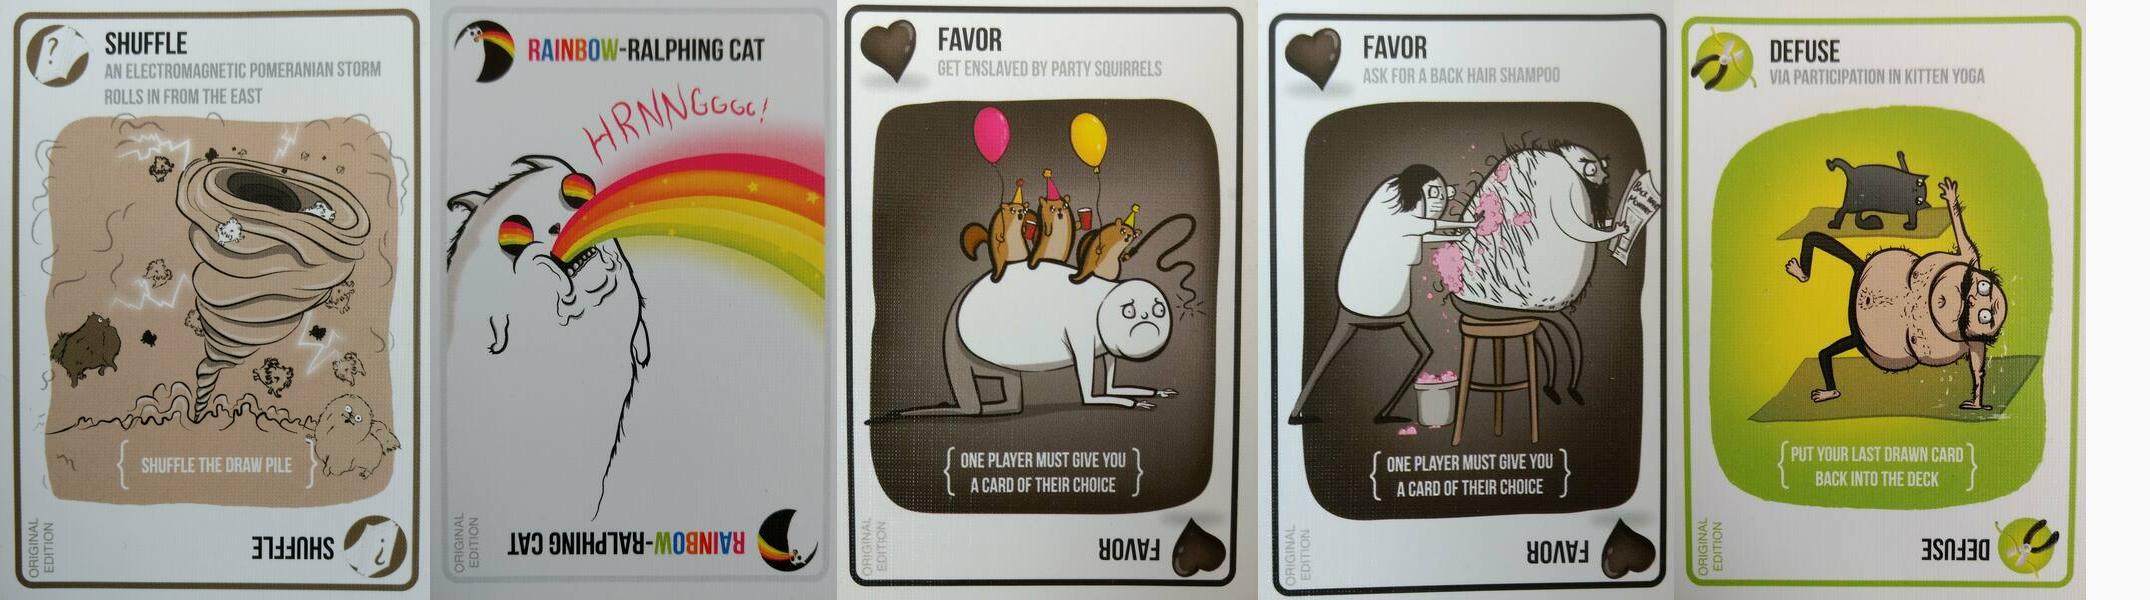 SHUFFLE
AN ELECTROMAGNETIC POMERANIAN STORM
ROLLS IN FROM THE EAST
SHUFFLE THE DRAW PILE
ORIGINAL
EDITION
SHUFFLE
RAINBOW-RALPHING CAT
HRNNGGGG!
ORIGINAL
EDITION
RAINBOW-RALPHING CAT
FAVOR
GET ENSLAVED BY PARTY SQUIRRELS
ONE PLAYER MUST GIVE YOU
A CARD OF THEIR CHOICE
ORIGINAL
EDITION
FAVOR
FAVOR
ASK FOR A BACK HAIR SHAMPOO
Back
ONE PLAYER MUST GIVE YOU
A CARD OF THEIR CHOICE
ORIGINAL
EDITION
FAVOR
DEFUSE
VIA PARTICIPATION IN KITTEN YOGA
PUT YOUR LAST DRAWN CARD
BACK INTO THE DECK
ORIGINAL
EDITION
DEFUSE